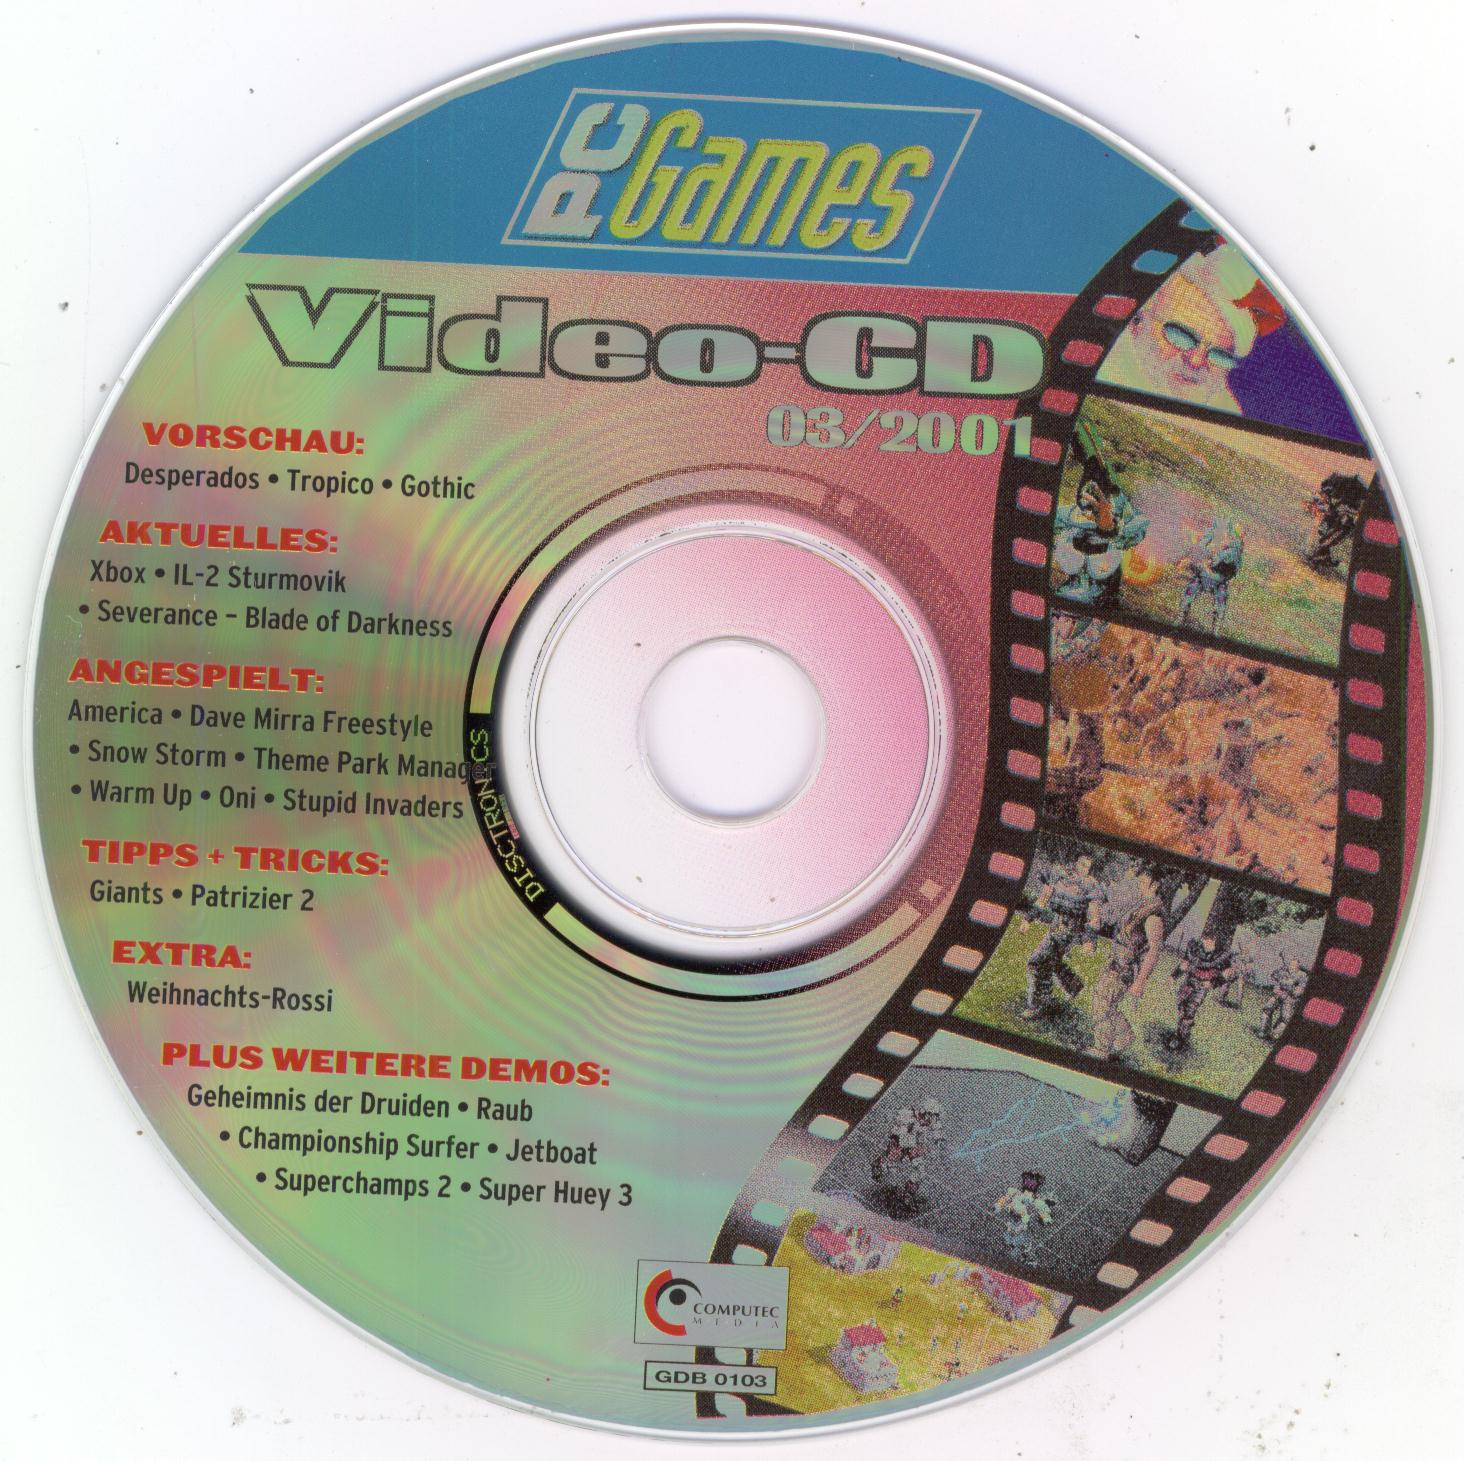 PC Games
Video-CD
03/2001
VORSCHAU:
Desperados • Tropico • Gothic
AKTUELLES:
Xbox • IL-2 Sturmovik
• Severance – Blade of Darkness
ANGESPIELT:
America • Dave Mirra Freestyle
• Snow Storm • Theme Park Manager
• Warm Up • Oni • Stupid Invaders
TIPPS + TRICKS:
Giants • Patrizier 2
EXTRA:
Weihnachts-Rossi
PLUS WEITERE DEMOS:
Geheimnis der Druiden • Raub
• Championship Surfer • Jetboat
• Superchamps 2 • Super Huey 3
DISCTRONICS
COMPUTEC
MEDIA
GDB 0103